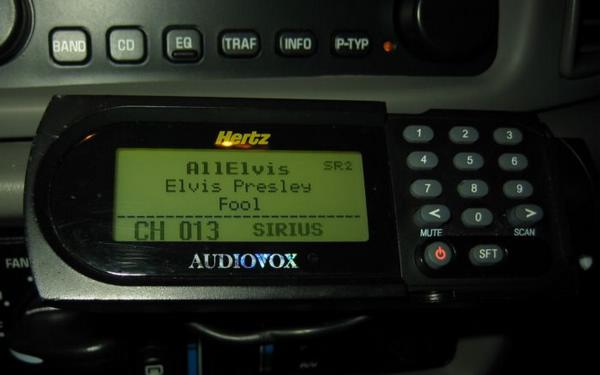 BAND CD EQ TRAF INFO P-TYP
Hertz
AllElvis SR2
Elvis Presley
Fool
CH 013 SIRIUS
AUDIOVOX
1 2 3
4 5 6
7 8 9
< 0 >
MUTE SCAN
SFT
FAN